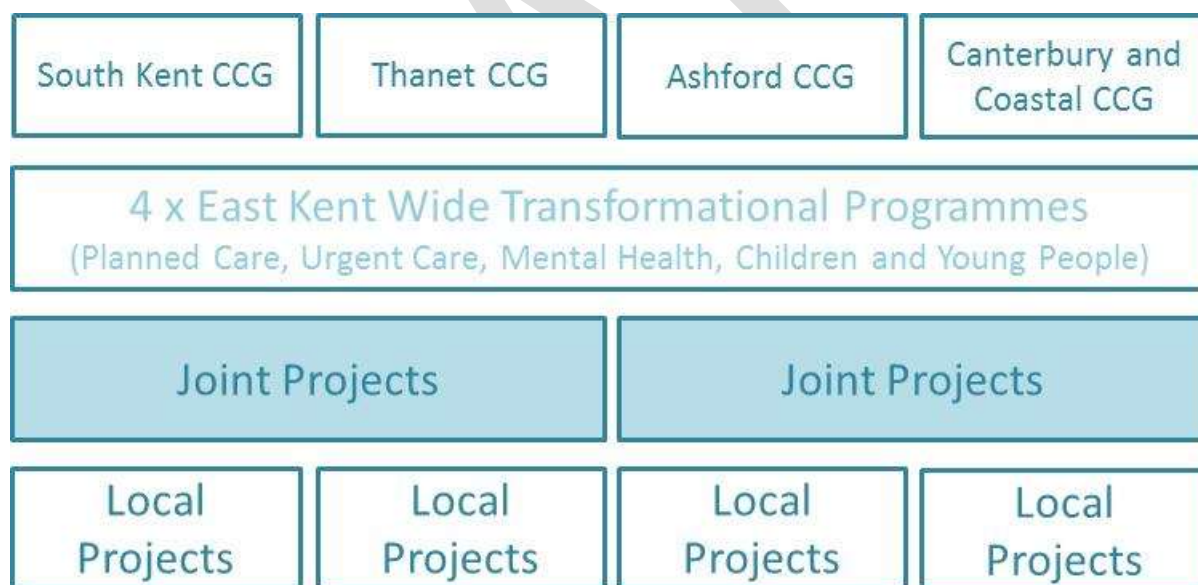 South Kent CCG
Thanet CCG
Ashford CCG
Canterbury and
Coastal CCG
4 x East Kent Wide Transformational Programmes
(Planned Care, Urgent Care, Mental Health, Children and Young People)
Joint Projects
Joint Projects
Local
Projects
Local
Projects
Local
Projects
Local
Projects